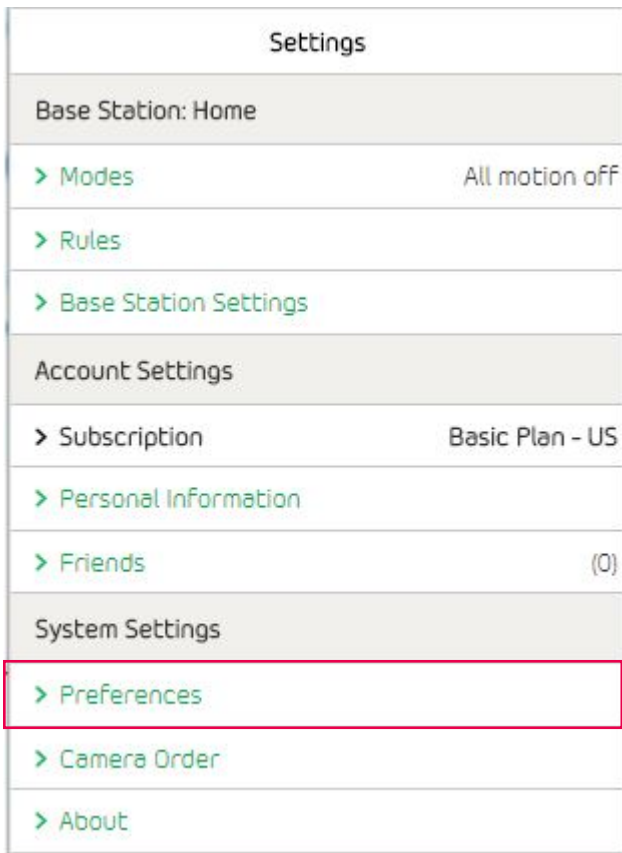 Settings
Base Station: Home
> Modes All motion off
> Rules
> Base Station Settings
Account Settings
> Subscription Basic Plan - US
> Personal Information
> Friends (0)
System Settings
> Preferences
> Camera Order
> About